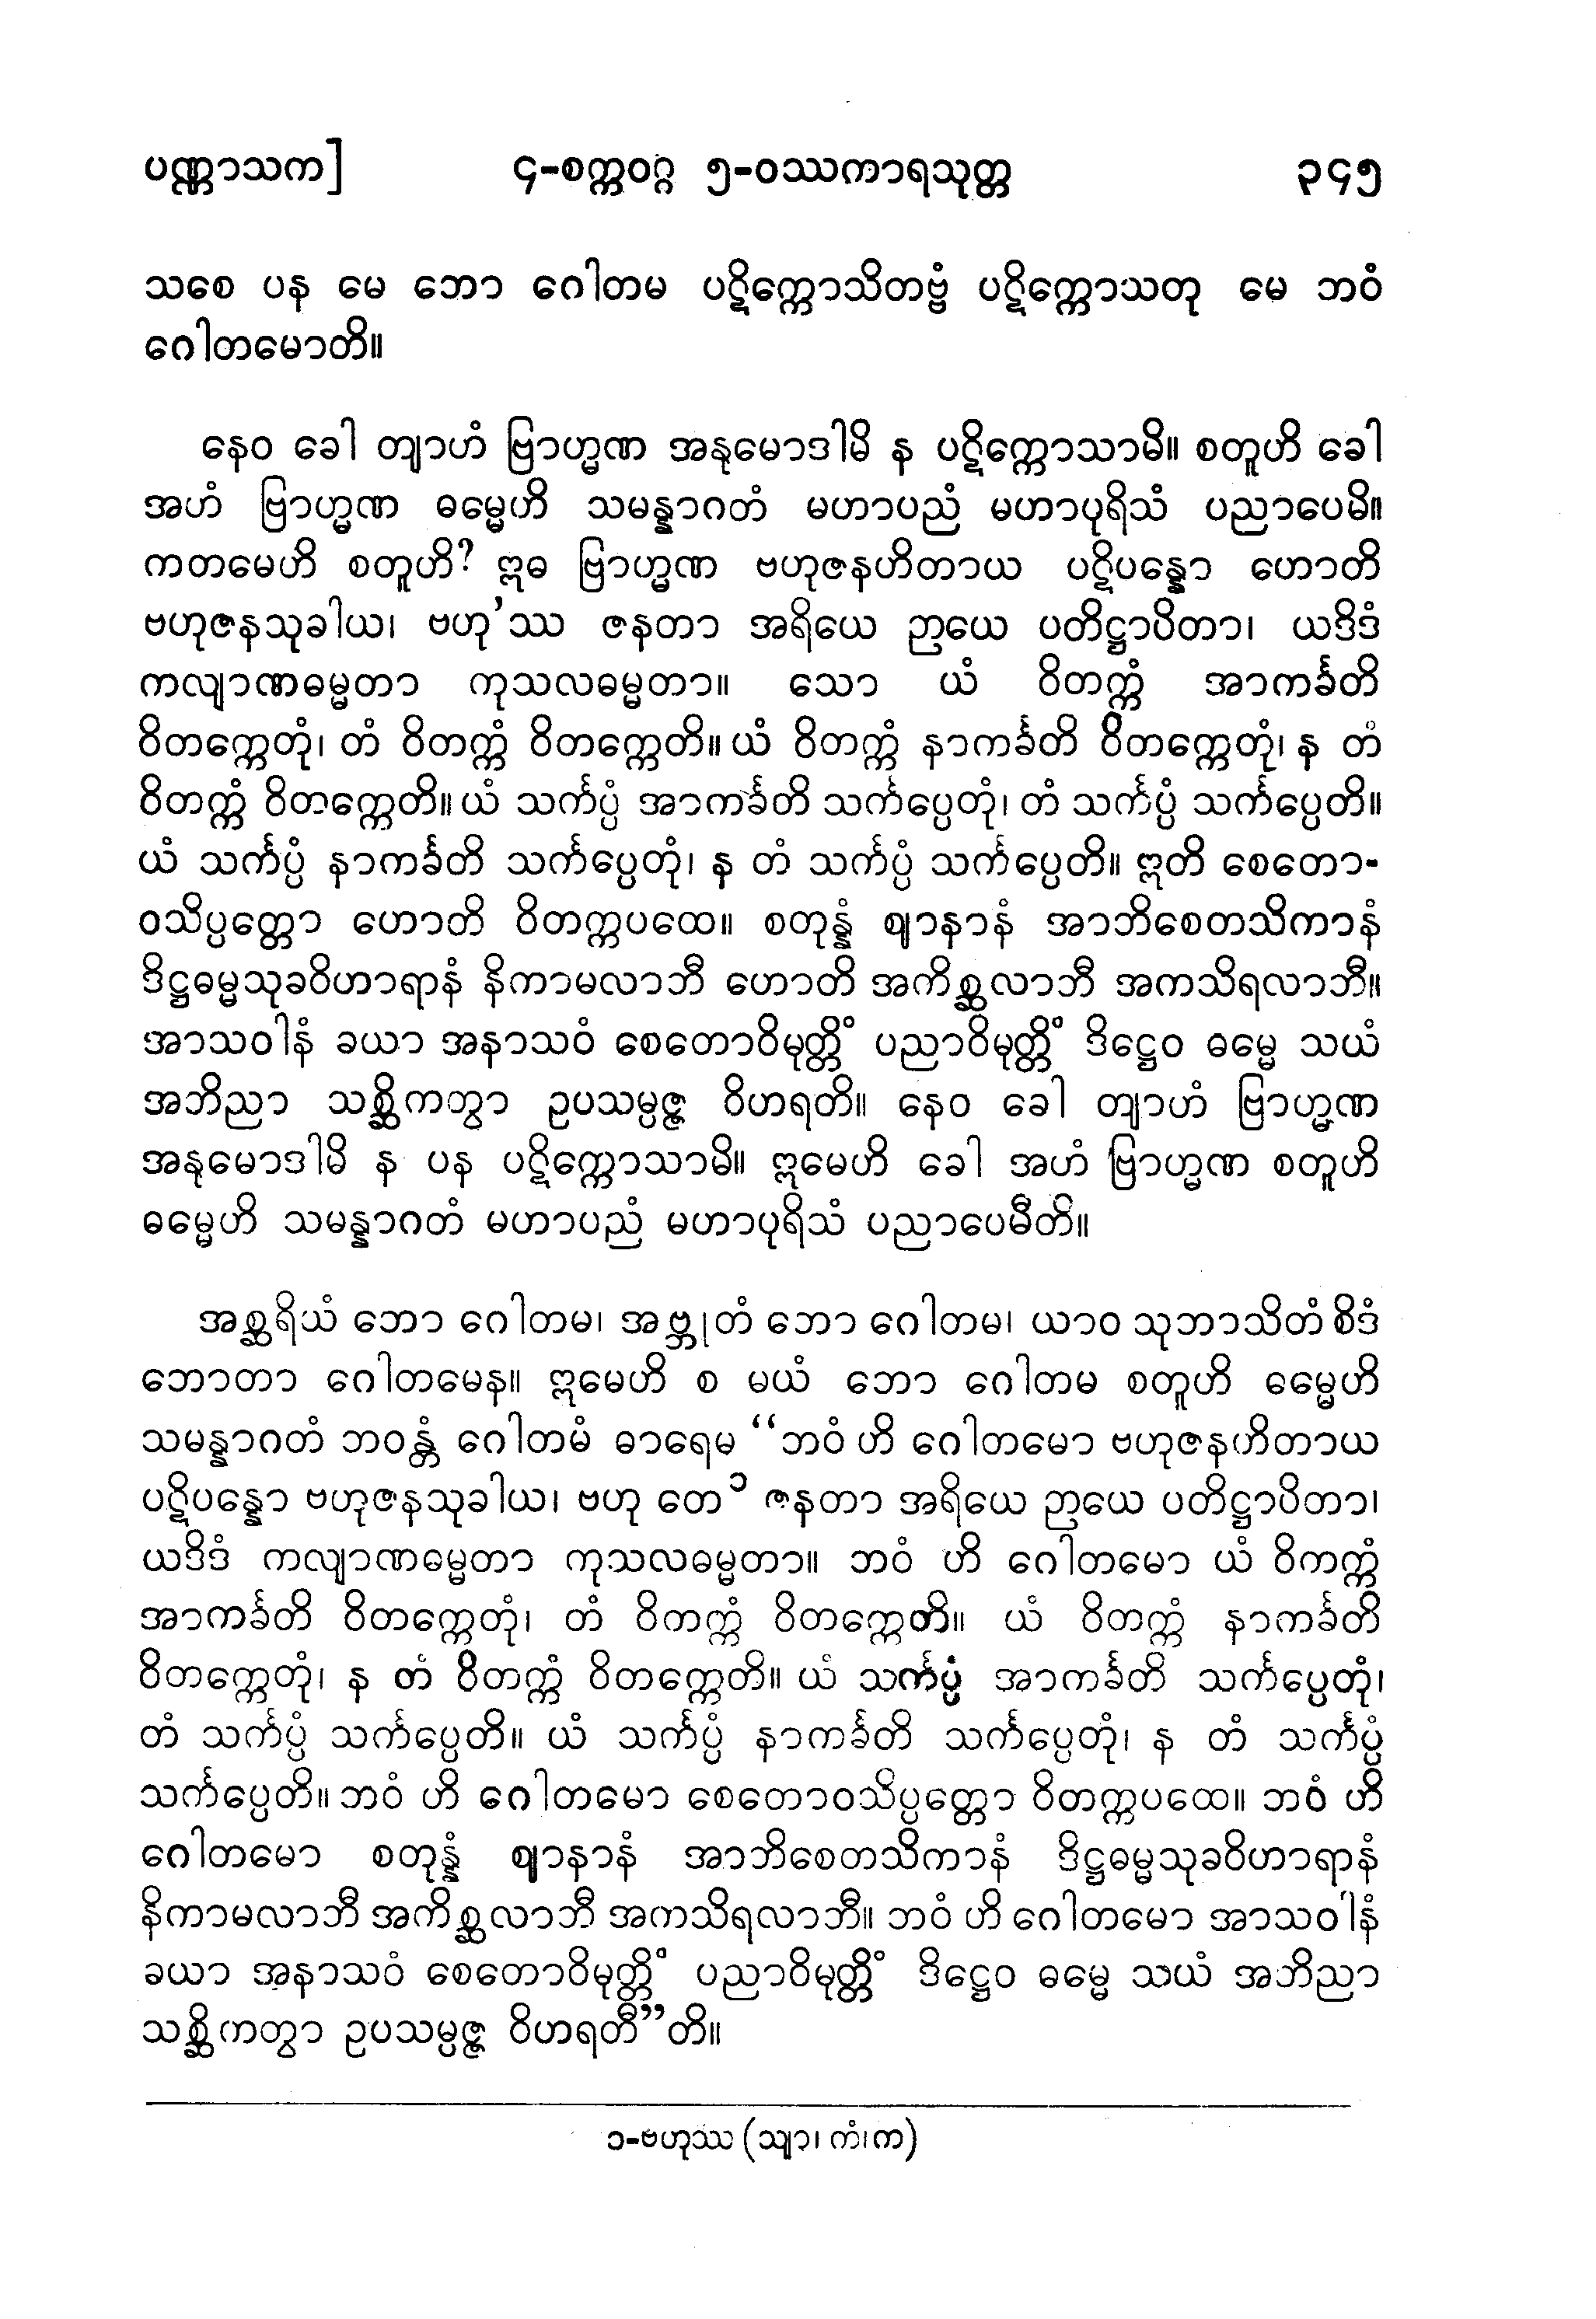 ပဏ္ဏာသက] ၄-စက္ကဝဂ္ဂ ၅-ဝဿကာရသုတ္တ ၃၄၅
သစေ ပန မေ ဘော ဂေါတမ ပဋိက္ကောသိတဗ္ဗံ ပဋိက္ကောသတု မေ ဘဝံ
ဂေါတမောတိ။
နေဝ ခေါ တျာဟံ ဗြာဟ္မဏ အနုမောဒါမိ န ပဋိက္ကောသာမိ။ စတူဟိ ခေါ
အဟံ ဗြာဟ္မဏ ဓမ္မေဟိ သမန္နာဂတံ မဟာပညံ မဟာပုရိသံ ပညာပေမိ။
ကတမေဟိ စတူဟိ? ဣဓ ဗြာဟ္မဏ ဗဟုဇနဟိတာယ ပဋိပန္နော ဟောတိ
ဗဟုဇနသုခါယ၊ ဗဟု’ဿ ဇနတာ အရိယေ ဉာယေ ပတိဋ္ဌာပိတာ၊ ယဒိဒံ
ကလျာဏဓမ္မတာ ကုသလဓမ္မတာ။ သော ယံ ဝိတက္ကံ အာကင်္ခတိ
ဝိတက္ကေတုံ၊ တံ ဝိတက္ကံ ဝိတက္ကေတိ။ ယံ ဝိတက္ကံ နာကင်္ခတိ ဝိတက္ကေတုံ၊ န တံ
ဝိတက္ကံ ဝိတက္ကေတိ။ ယံ သင်္ကပ္ပံ အာကင်္ခတိ သင်္ကပ္ပေတုံ၊ တံ သင်္ကပ္ပံ သင်္ကပ္ပေတိ။
ယံ သင်္ကပ္ပံ နာကင်္ခတိ သင်္ကပ္ပေတုံ၊ န တံ သင်္ကပ္ပံ သင်္ကပ္ပေတိ။ ဣတိ စေတော-
ဝသိပ္ပတ္တော ဟောတိ ဝိတက္ကပထေ။ စတုန္နံ ဈာနာနံ အာဘိစေတသိကာနံ
ဒိဋ္ဌဓမ္မသုခဝိဟာရာနံ နိကာမလာဘီ ဟောတိ အကိစ္ဆလာဘီ အကသိရလာဘီ။
အာသဝါနံ ခယာ အနာသဝံ စေတောဝိမုတ္တိံ ပညာဝိမုတ္တိံ ဒိဋ္ဌေဝ ဓမ္မေ သယံ
အဘိညာ သစ္ဆိကတွာ ဥပသမ္ပဇ္ဇ ဝိဟရတိ။ နေဝ ခေါ တျာဟံ ဗြာဟ္မဏ
အနုမောဒါမိ န ပန ပဋိက္ကောသာမိ။ ဣမေဟိ ခေါ အဟံ ဗြာဟ္မဏ စတူဟိ
ဓမ္မေဟိ သမန္နာဂတံ မဟာပညံ မဟာပုရိသံ ပညာပေမီတိ။
အစ္ဆရိယံ ဘော ဂေါတမ၊ အဗ္ဘုတံ ဘော ဂေါတမ၊ ယာဝ သုဘာသိတံ စိဒံ
ဘောတာ ဂေါတမေန။ ဣမေဟိ စ မယံ ဘော ဂေါတမ စတူဟိ ဓမ္မေဟိ
သမန္နာဂတံ ဘဝန္တံ ဂေါတမံ ဓာရေမ “ဘဝံ ဟိ ဂေါတမော ဗဟုဇနဟိတာယ
ပဋိပန္နော ဗဟုဇနသုခါယ၊ ဗဟု တေ ၁ ဇနတာ အရိယေ ဉာယေ ပတိဋ္ဌာပိတာ၊
ယဒိဒံ ကလျာဏဓမ္မတာ ကုသလဓမ္မတာ။ ဘဝံ ဟိ ဂေါတမော ယံ ဝိကက္ကံ
အာကင်္ခတိ ဝိတက္ကေတုံ၊ တံ ဝိကက္ကံ ဝိတက္ကေတိ။ ယံ ဝိတက္ကံ နာကင်္ခတိ
ဝိတက္ကေတုံ၊ န တံ ဝိတက္ကံ ဝိတက္ကေတိ။ ယံ သင်္ကပ္ပံ အာကင်္ခတိ သင်္ကပ္ပေတုံ၊
တံ သင်္ကပ္ပံ သင်္ကပ္ပေတိ။ ယံ သင်္ကပ္ပံ နာကင်္ခတိ သင်္ကပ္ပေတုံ၊ န တံ သင်္ကပ္ပံ
သင်္ကပ္ပေတိ။ ဘဝံ ဟိ ဂေါတမော စေတောဝသိပ္ပတ္တော ဝိတက္ကပထေ။ ဘဝံ ဟိ
ဂေါတမော စတုန္နံ ဈာနာနံ အာဘိစေတသိကာနံ ဒိဋ္ဌဓမ္မသုခဝိဟာရာနံ
နိကာမလာဘီ အကိစ္ဆလာဘီ အကသိရလာဘီ။ ဘဝံ ဟိ ဂေါတမော အာသဝါနံ
ခယာ အနာသဝံ စေတောဝိမုတ္တိံ ပညာဝိမုတ္တိံ ဒိဋ္ဌေဝ ဓမ္မေ သယံ အဘိညာ
သစ္ဆိကတွာ ဥပသမ္ပဇ္ဇ ဝိဟရတီ”တိ။
၁-ဗဟုဿ (သျာ၊ ကံ၊က)